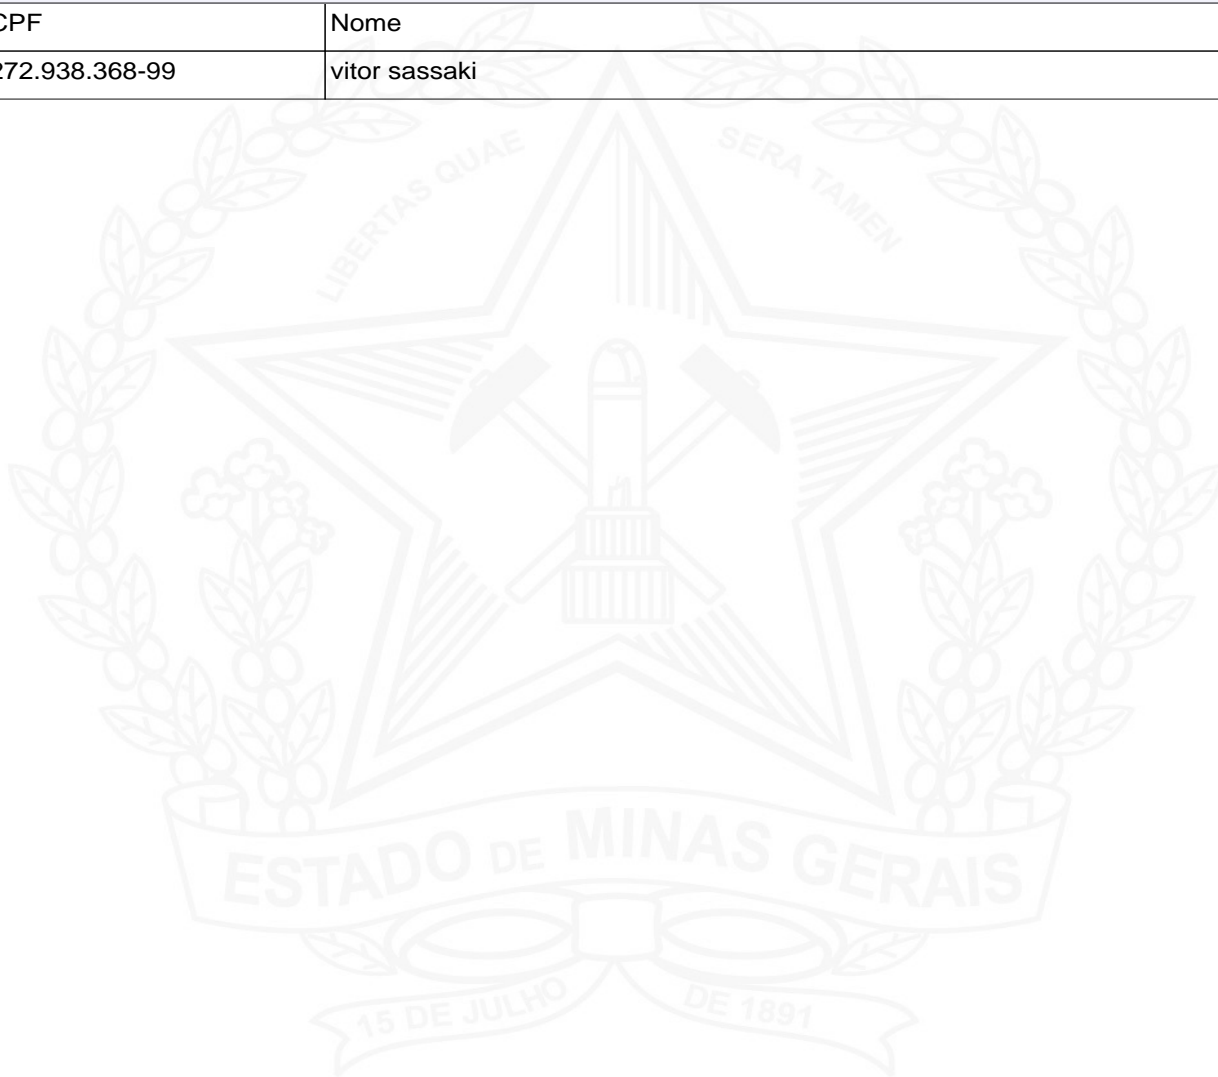 CPF Nome
272.938.368-99 vitor sassaki
LIBERTAS QUAE SERA TAMEN
ESTADO DE MINAS GERAIS
15 DE JULHO DE 1891